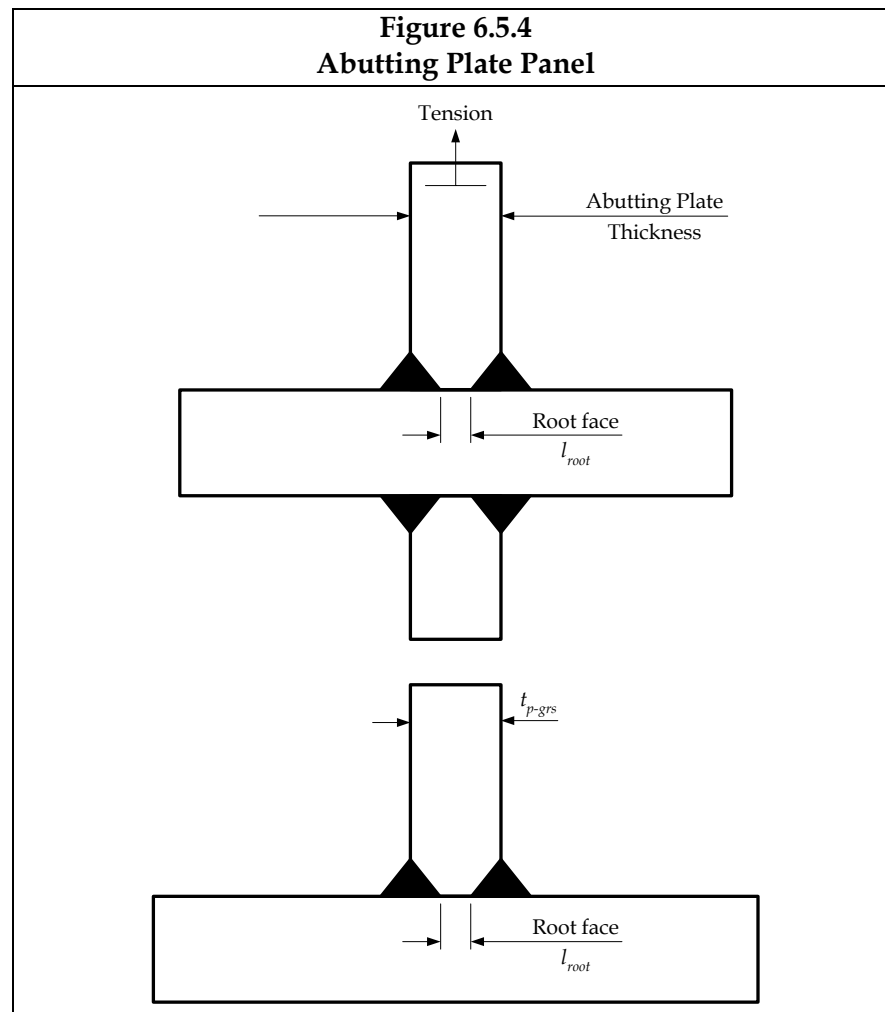 Figure 6.5.4
Abutting Plate Panel
Tension
Abutting Plate
Thickness
Root face
l_root
t_p-grs
Root face
l_root